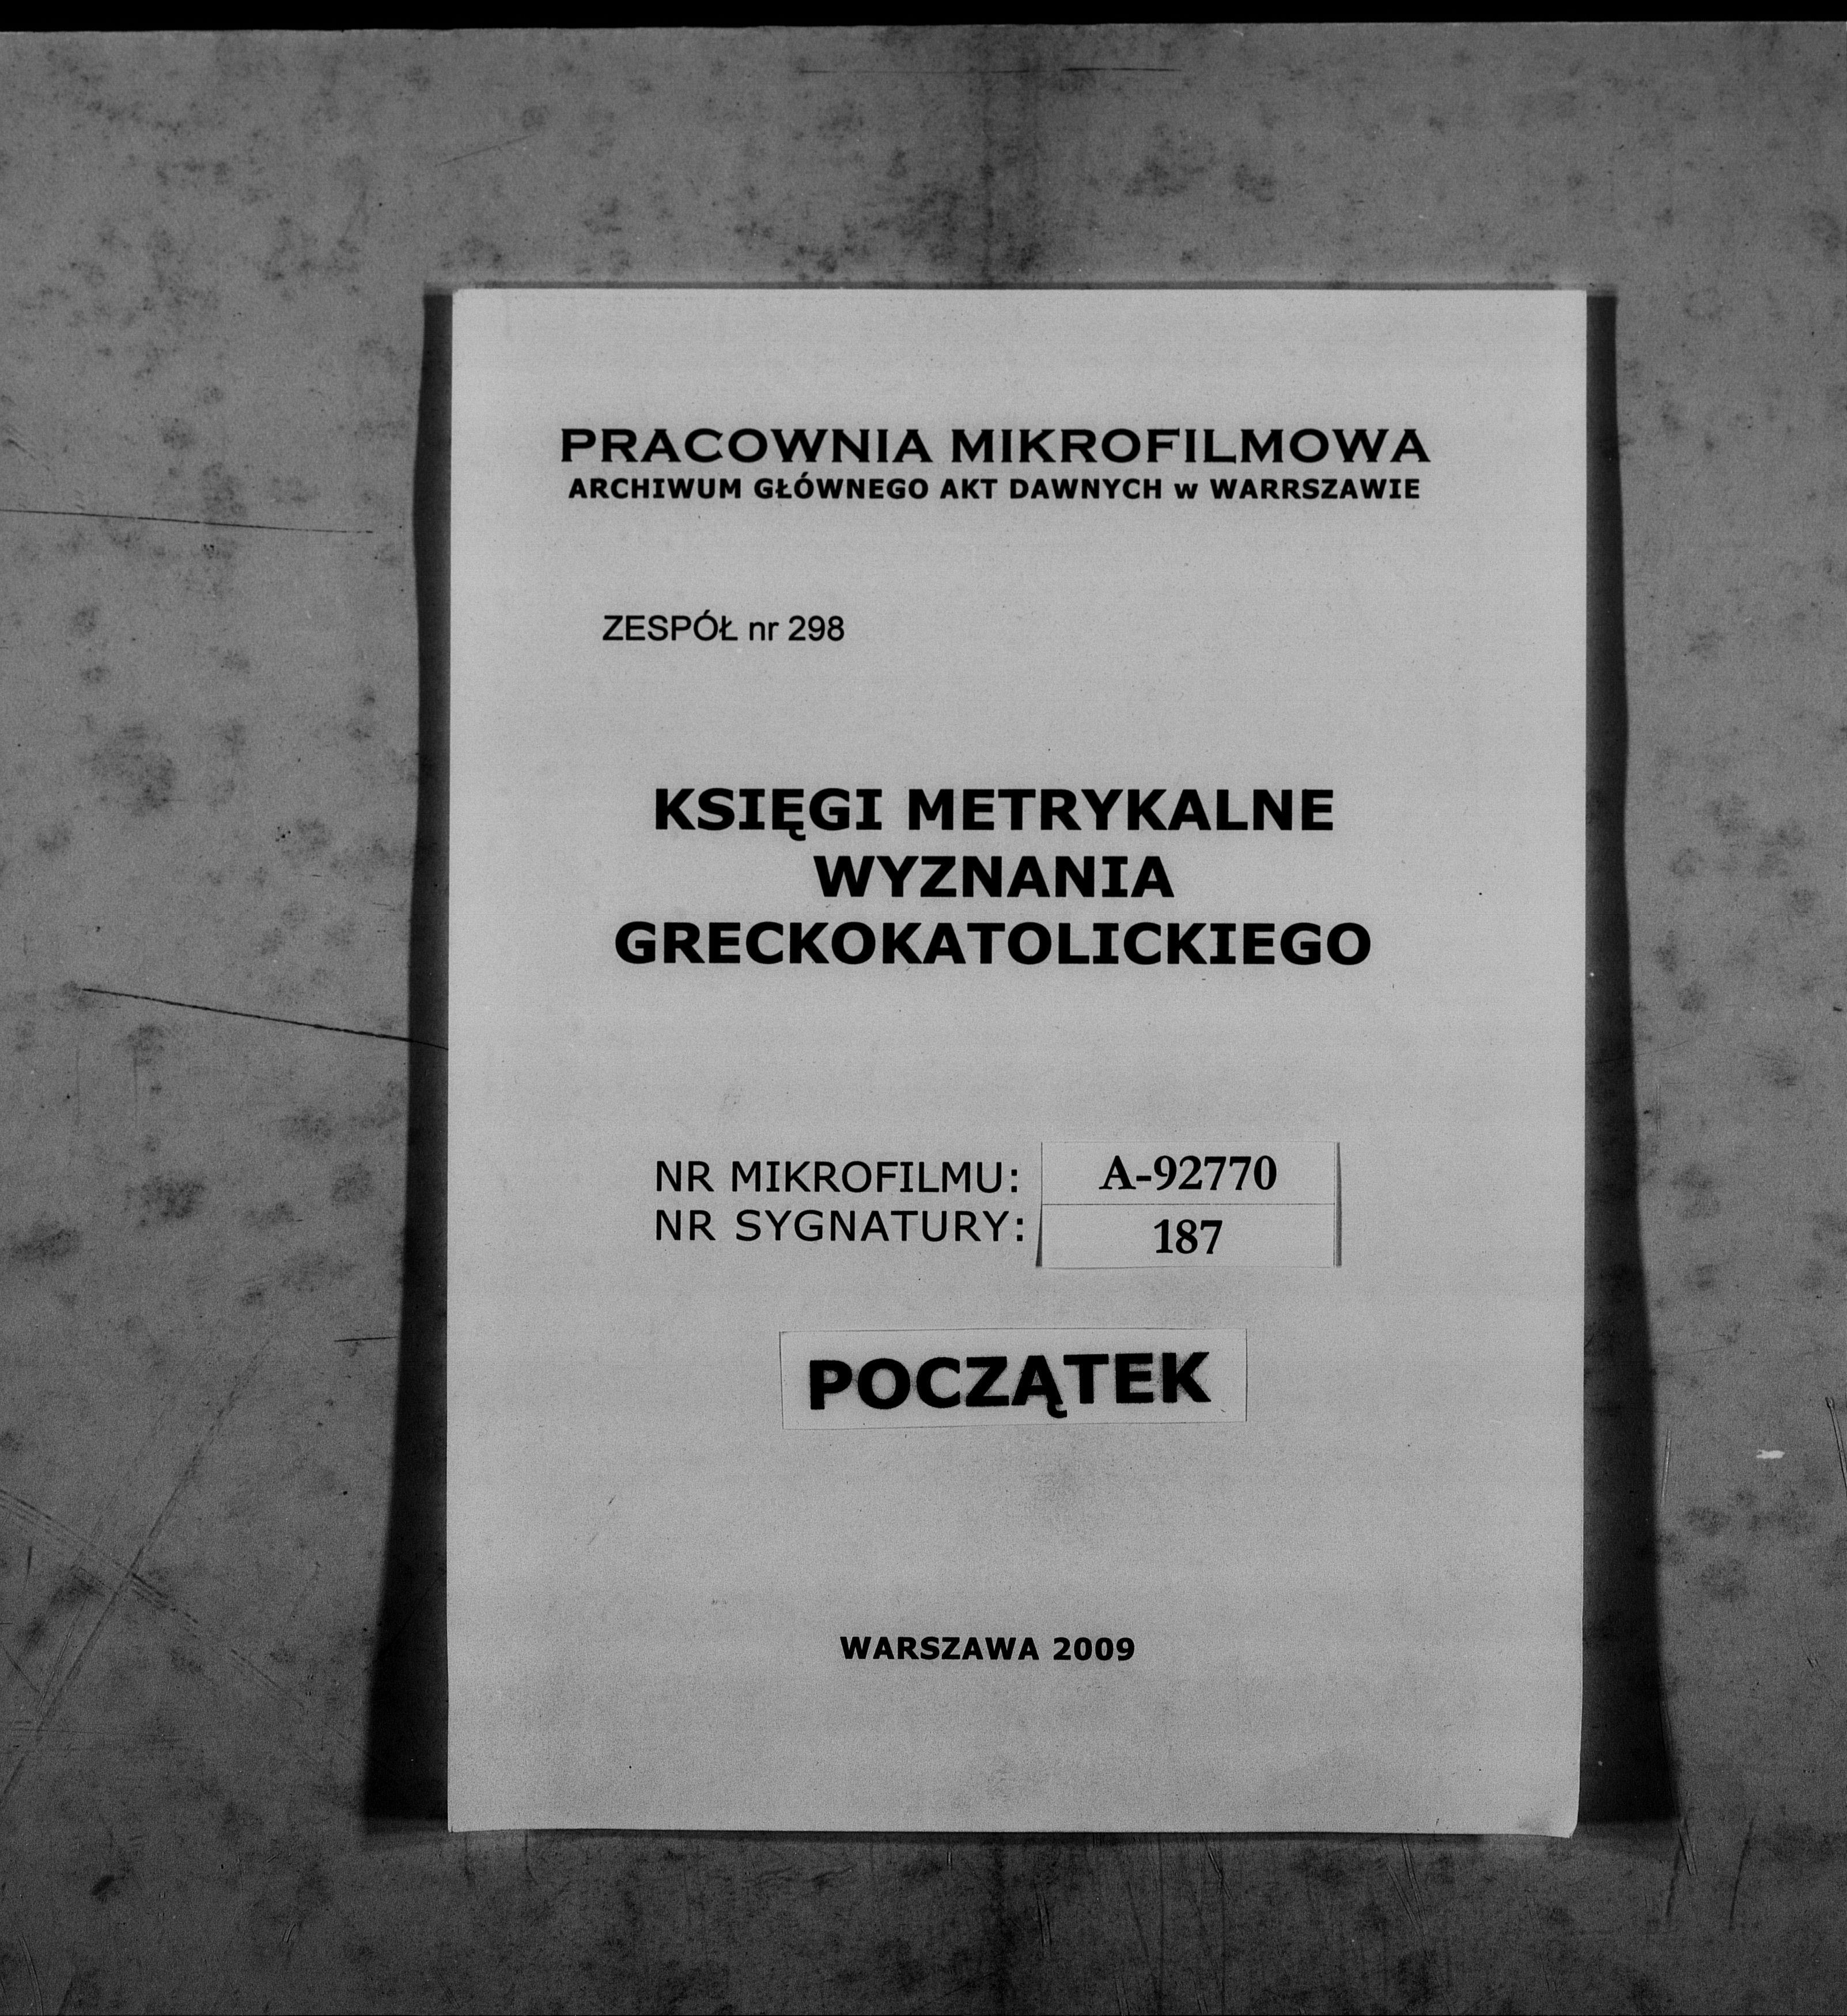 PRACOWNIA MIKROFILMOWA
ARCHIWUM GŁÓWNEGO AKT DAWNYCH w WARRSZAWIE
ZESPÓŁ nr 298
KSIĘGI METRYKALNE
WYZNANIA
GRECKOKATOLICKIEGO
NR MIKROFILMU: A-92770
NR SYGNATURY: 187
POCZĄTEK
WARSZAWA 2009